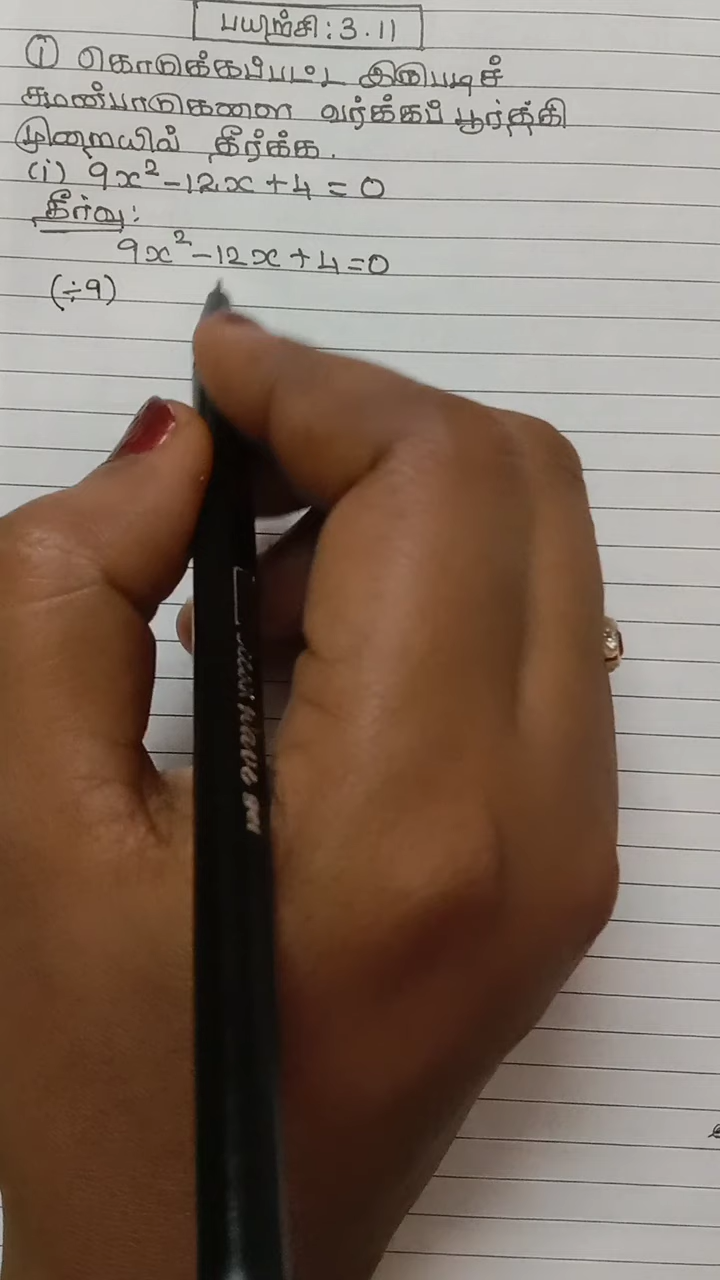 பயிற்சி : 3.11
① கொடுக்கப்பட்ட இருபடிச்
சமன்பாடுகளை வர்க்கப் பூர்த்தி
முறையில் தீர்க்க.
(i) 9x² - 12x + 4 = 0
தீர்வு:
9x² - 12x + 4 = 0
(÷9)